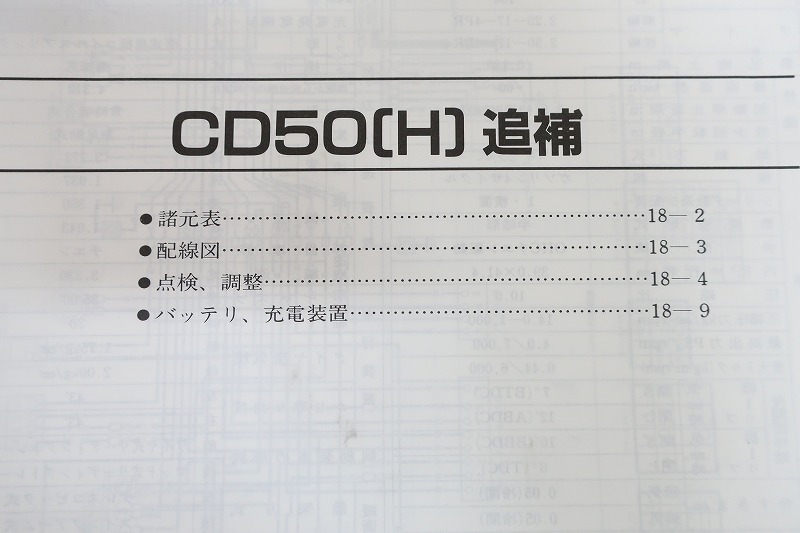 CD50〔H〕追補
●諸元表……………………………………………………18—2
●配線図……………………………………………………18—3
●点検、調整………………………………………………18—4
●バッテリ、充電装置……………………………………18—9